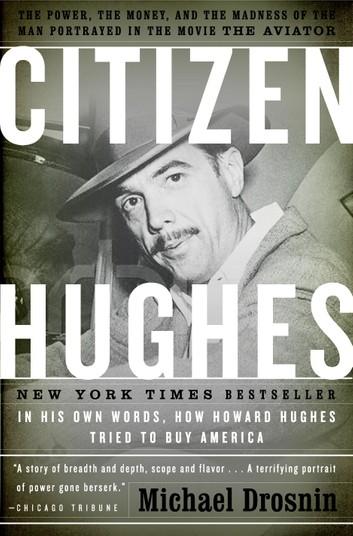 THE POWER, THE MONEY, AND THE MADNESS OF THE
MAN PORTRAYED IN THE MOVIE THE AVIATOR
CITIZEN
HUGHES
NEW YORK TIMES BESTSELLER
IN HIS OWN WORDS, HOW HOWARD HUGHES
TRIED TO BUY AMERICA
"A story of breadth and depth, scope and flavor . . . A terrifying portrait
of power gone berserk."
—CHICAGO TRIBUNE
Michael Drosnin